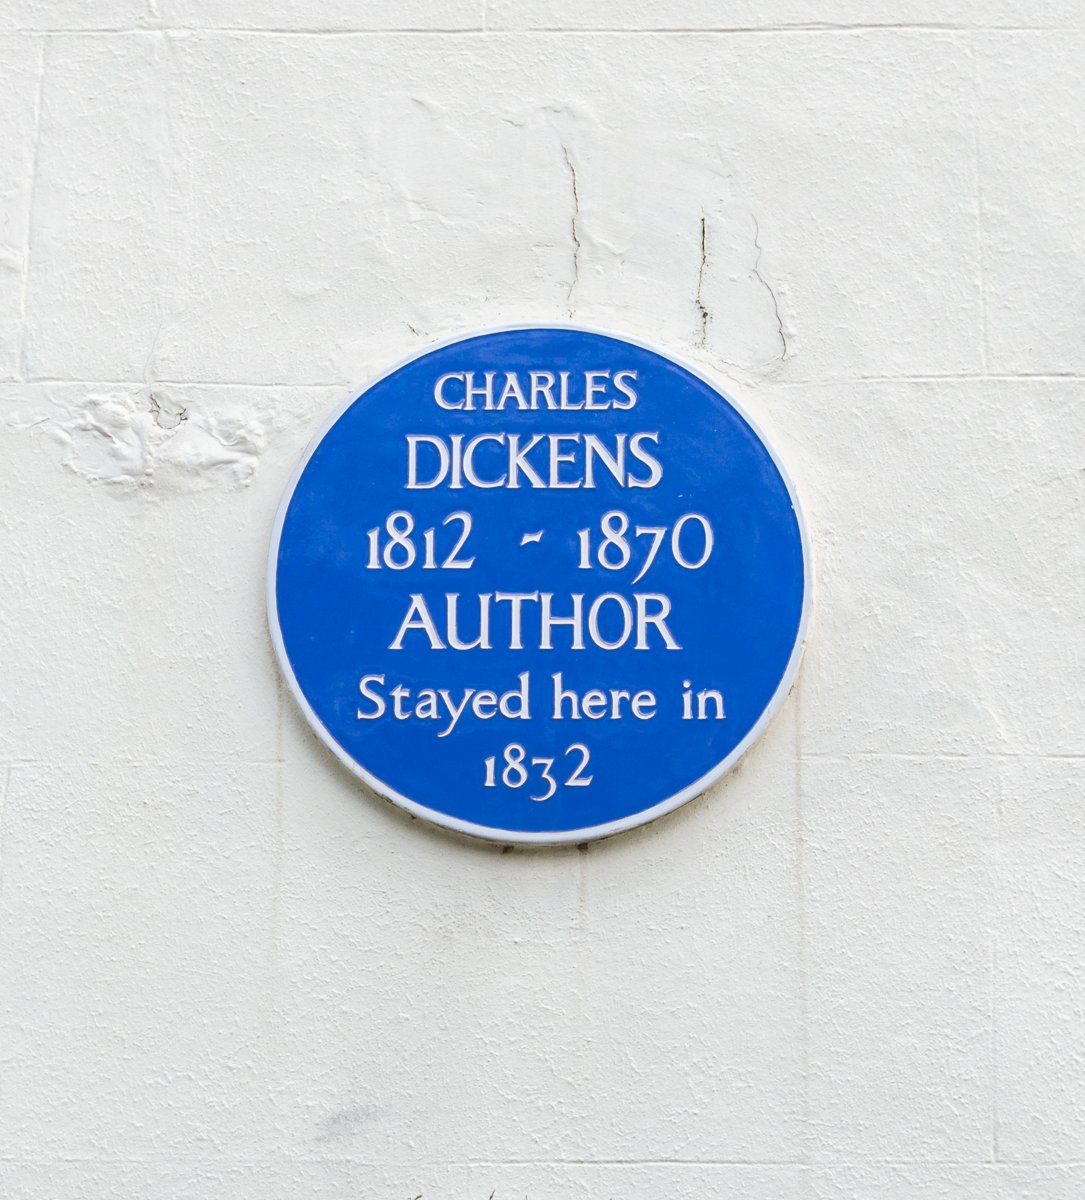 CHARLES
DICKENS
1812 - 1870
AUTHOR
Stayed here in
1832